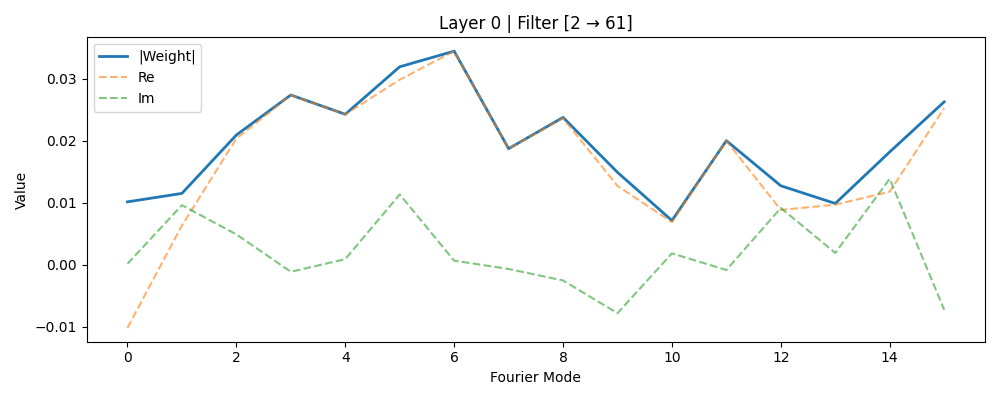 Layer 0 | Filter [2 → 61]
|Weight|
Re
Im
0.03
0.02
0.01
0.00
−0.01
Value
0 2 4 6 8 10 12 14
Fourier Mode